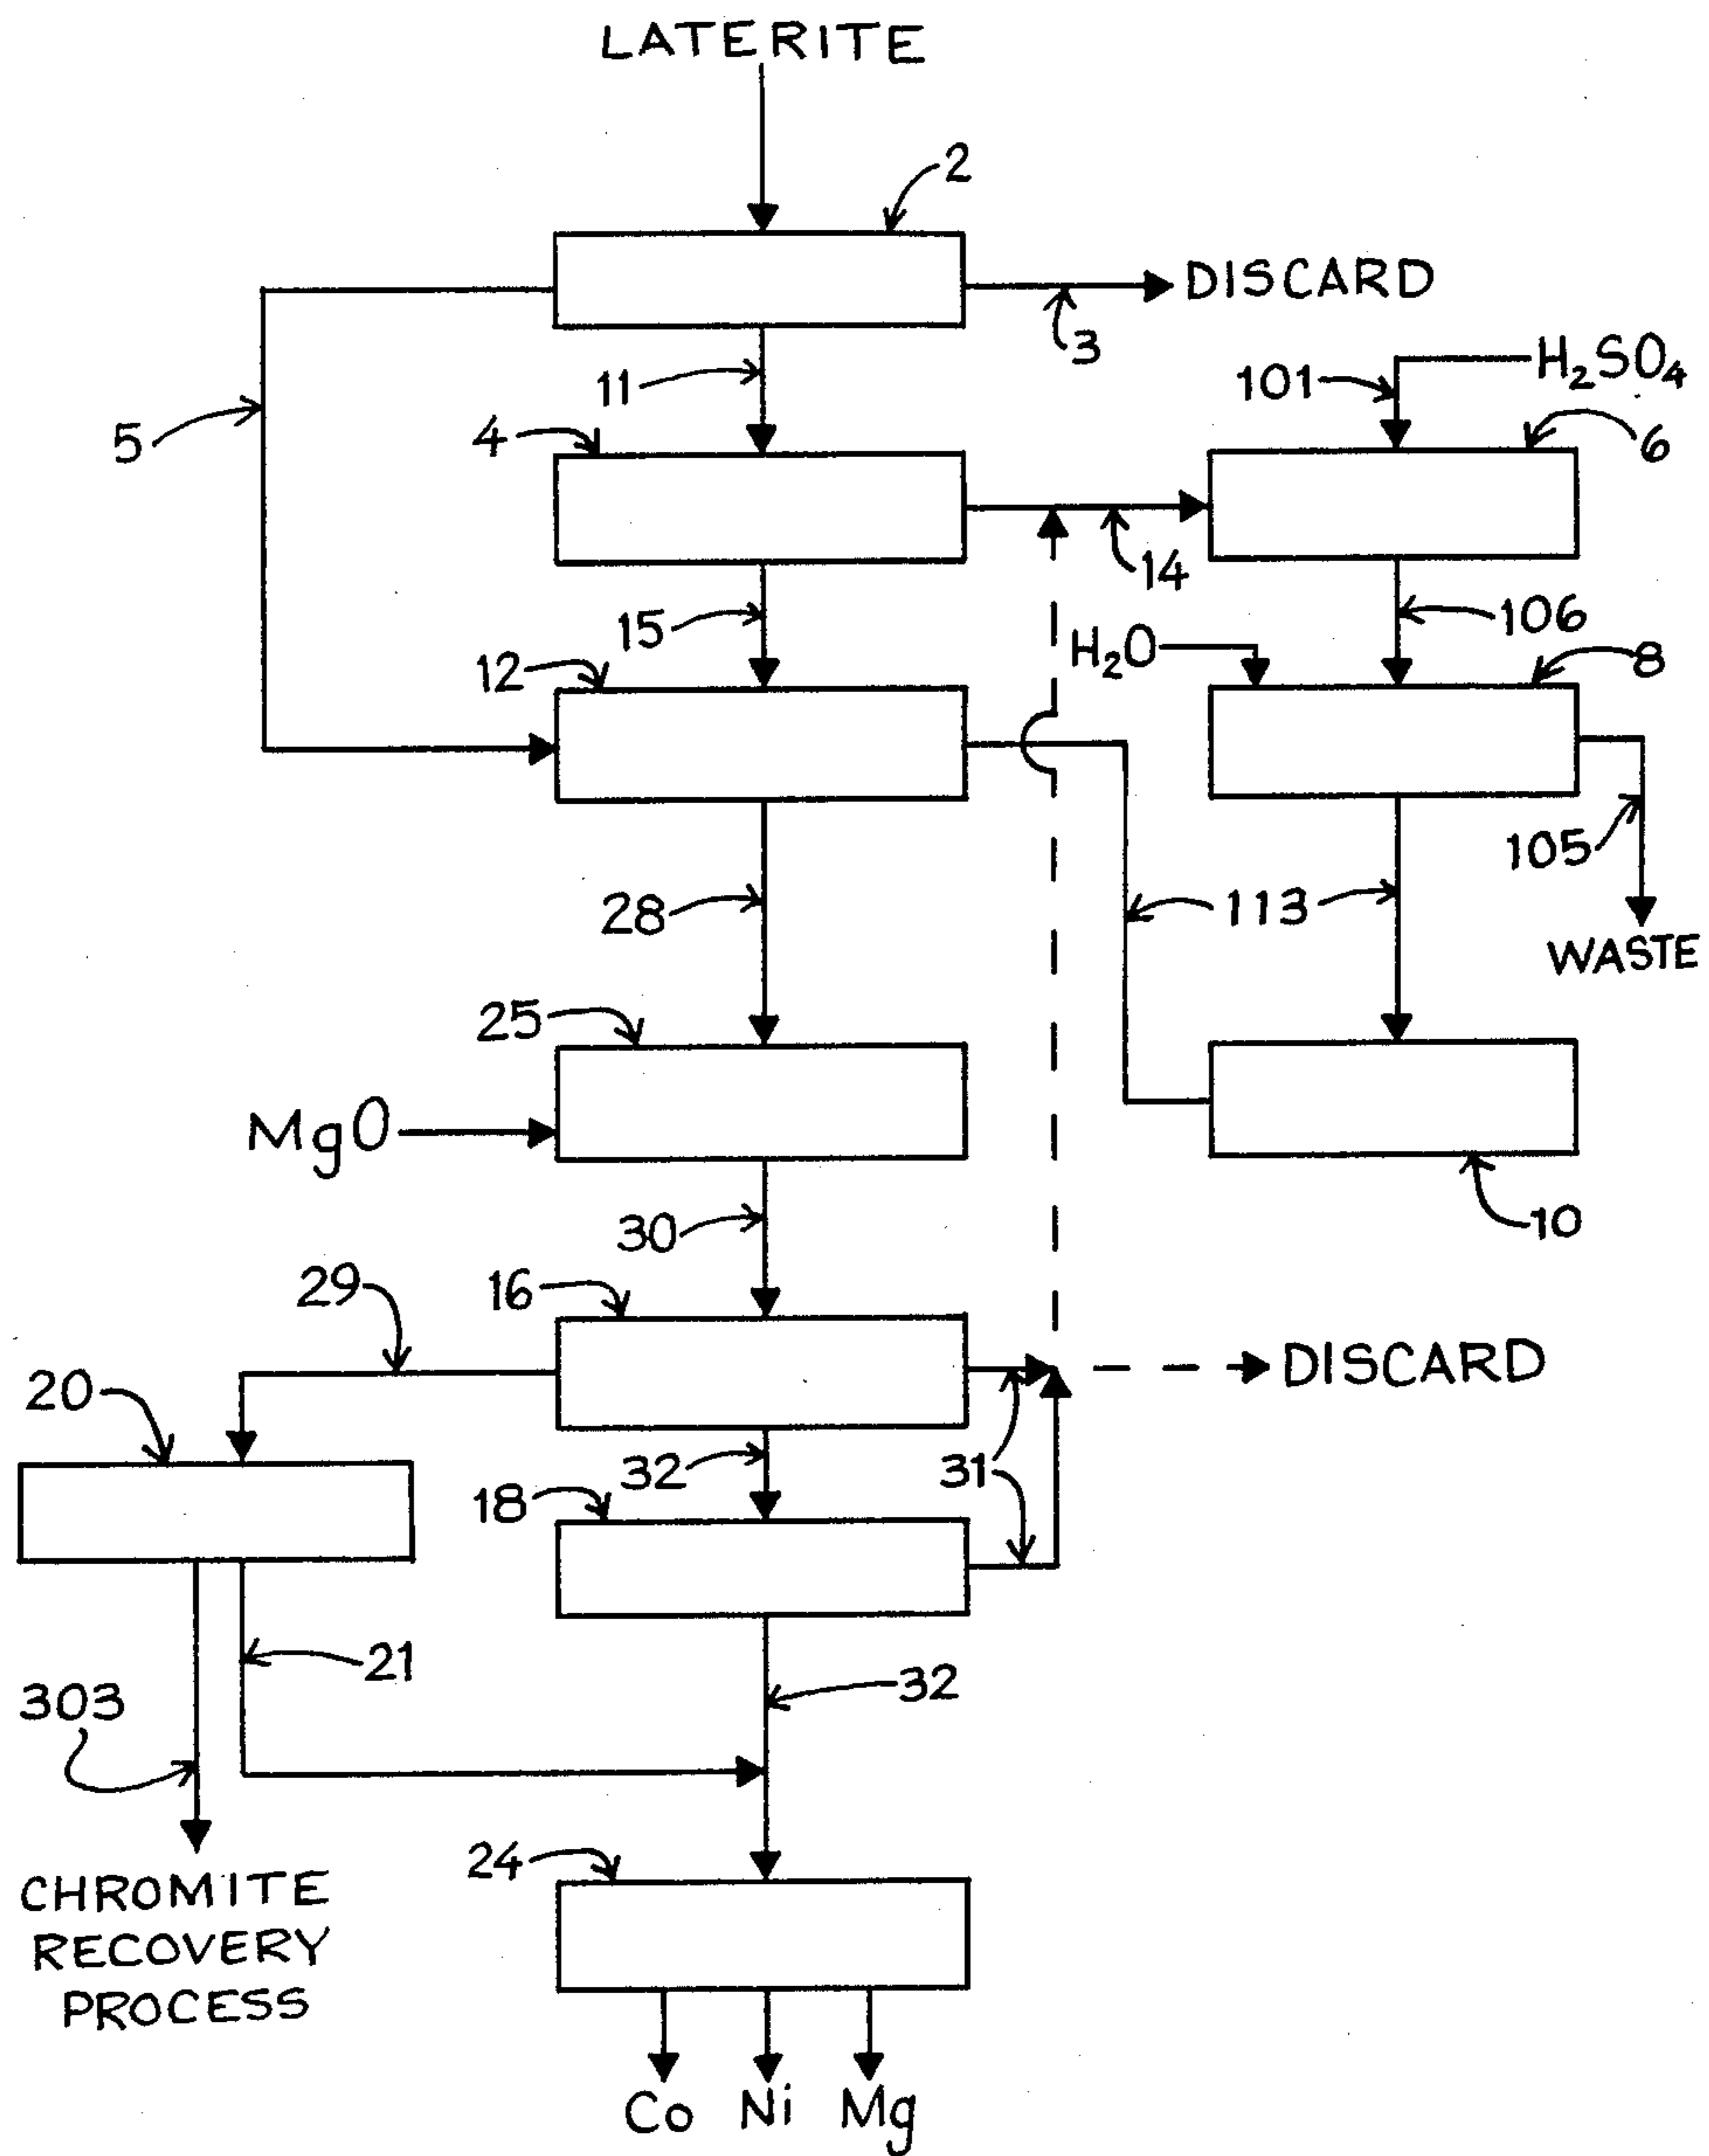 LATERITE
2
DISCARD
3
11
101
H₂SO₄
5
4
6
14
15
106
H₂O
12
8
28
113
105
WASTE
25
MgO
30
10
29
16
DISCARD
20
32
31
18
21
32
303
24
CHROMITE
RECOVERY
PROCESS
Co Ni Mg